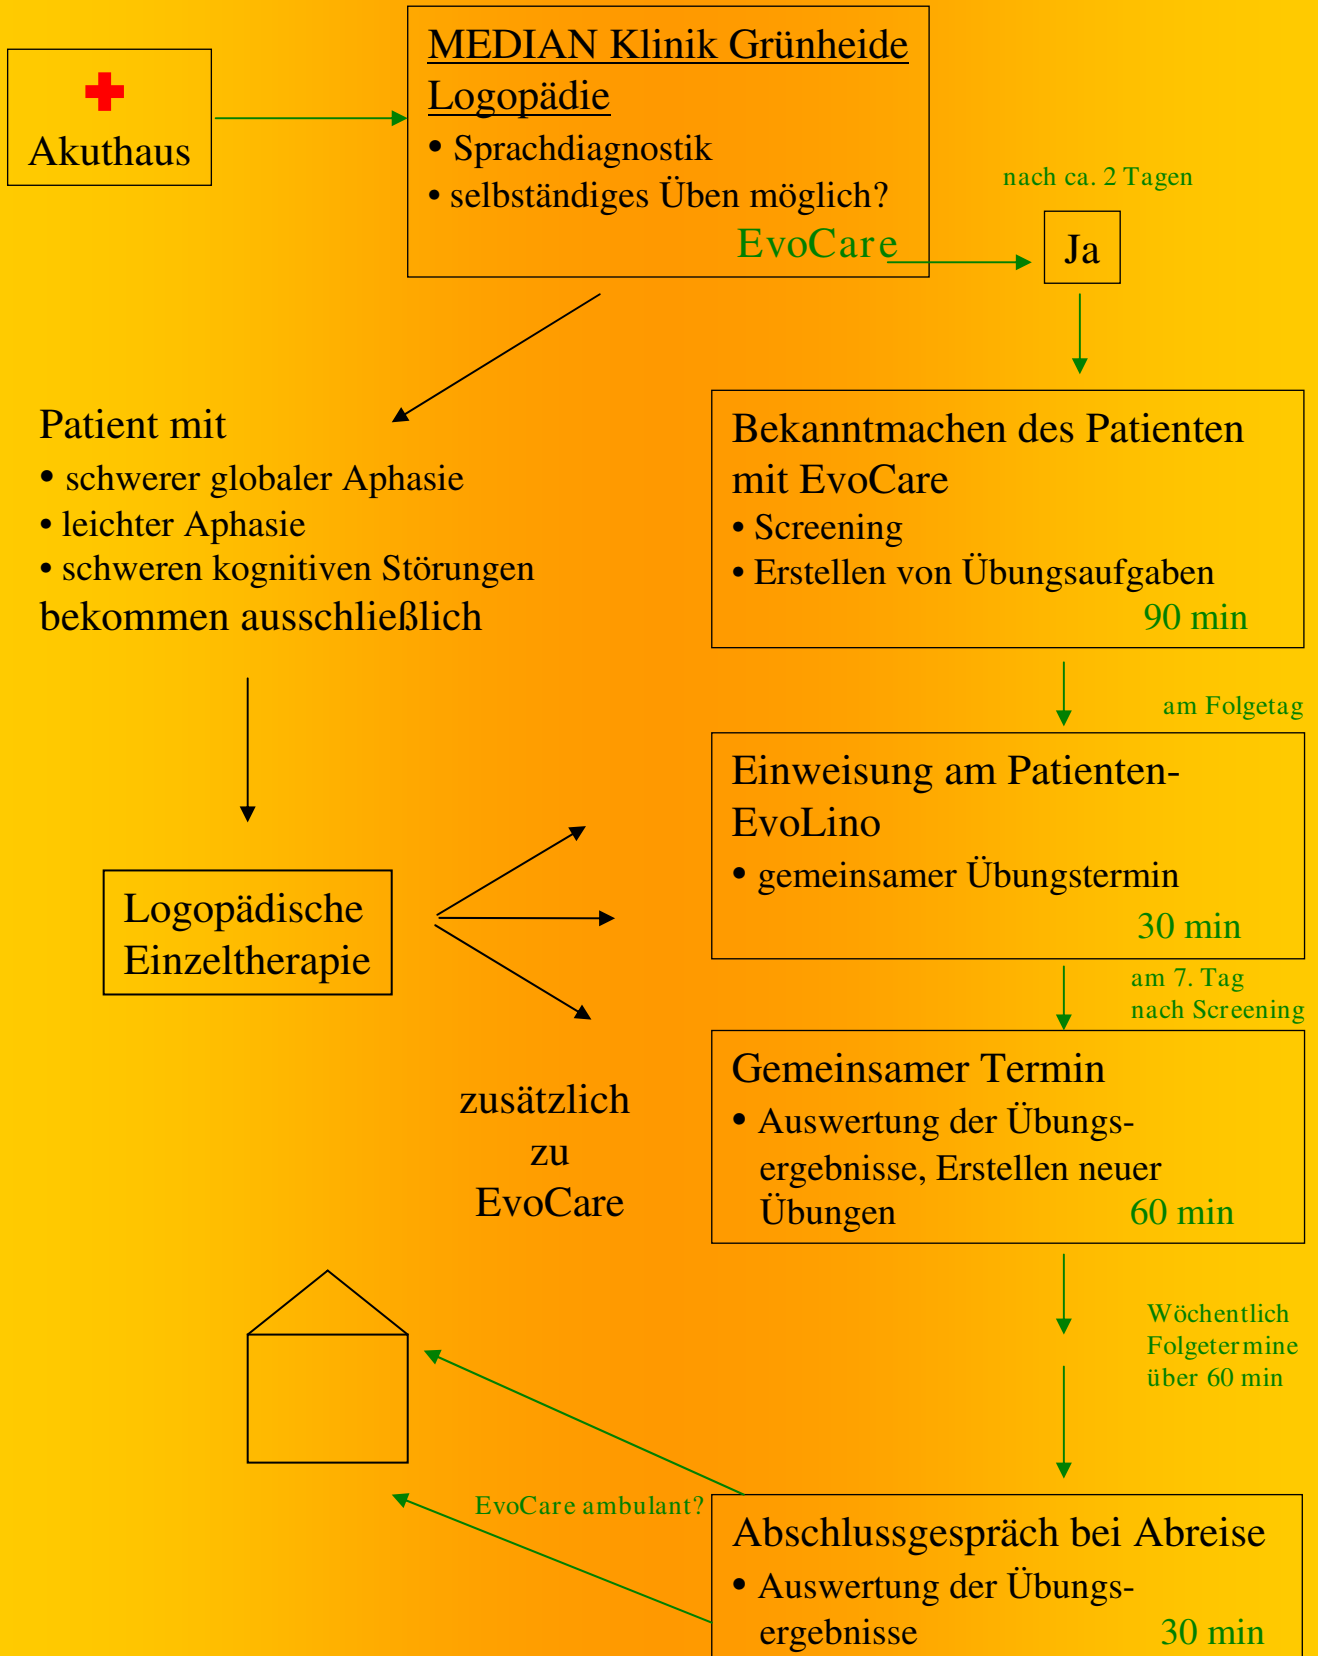 Akuthaus
MEDIAN Klinik Grünheide
Logopädie
• Sprachdiagnostik
• selbständiges Üben möglich?
EvoCare
nach ca. 2 Tagen
Ja
Patient mit
• schwerer globaler Aphasie
• leichter Aphasie
• schweren kognitiven Störungen
bekommen ausschließlich
Bekanntmachen des Patienten
mit EvoCare
• Screening
• Erstellen von Übungsaufgaben
90 min
am Folgetag
Einweisung am Patienten-
EvoLino
• gemeinsamer Übungstermin
30 min
Logopädische
Einzeltherapie
am 7. Tag
nach Screening
Gemeinsamer Termin
• Auswertung der Übungs-
ergebnisse, Erstellen neuer
Übungen 60 min
zusätzlich
zu
EvoCare
Wöchentlich
Folgetermine
über 60 min
EvoCare ambulant?
Abschlussgespräch bei Abreise
• Auswertung der Übungs-
ergebnisse 30 min